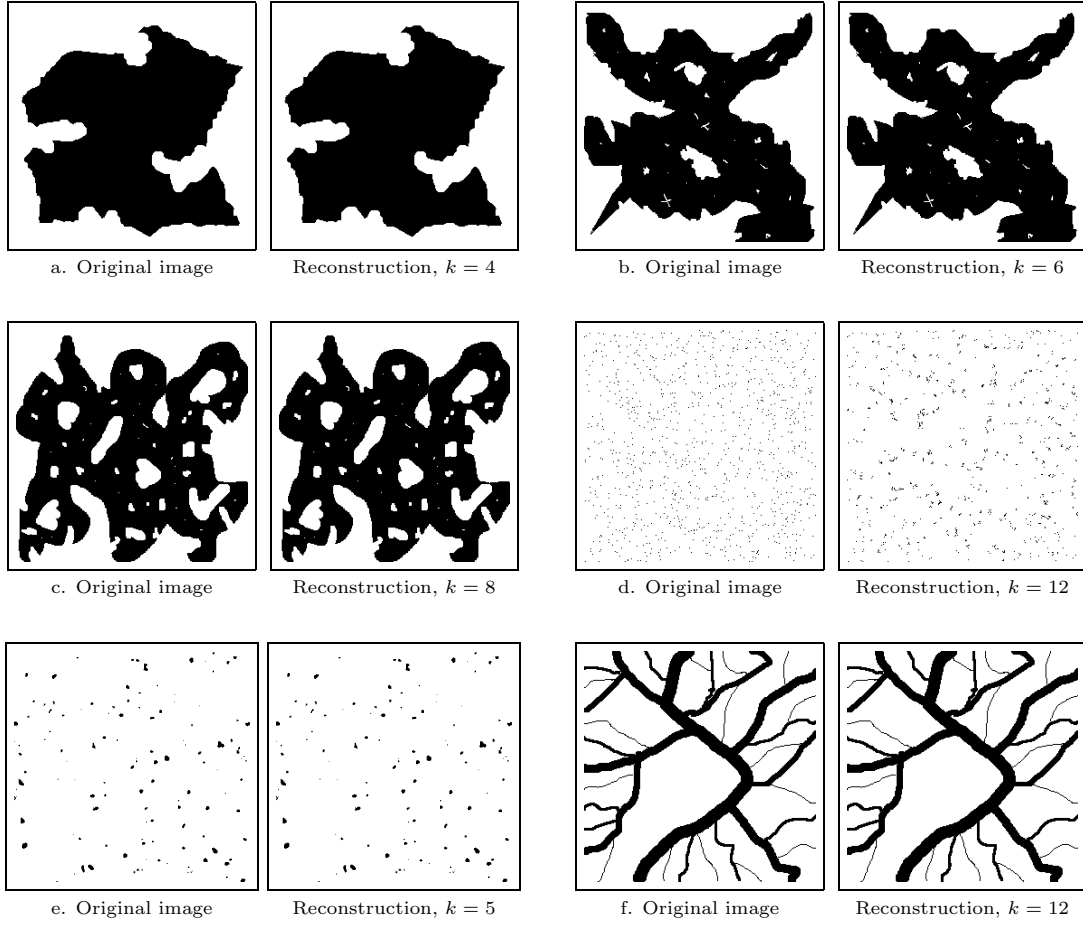 a. Original image
Reconstruction, k = 4
b. Original image
Reconstruction, k = 6
c. Original image
Reconstruction, k = 8
d. Original image
Reconstruction, k = 12
e. Original image
Reconstruction, k = 5
f. Original image
Reconstruction, k = 12